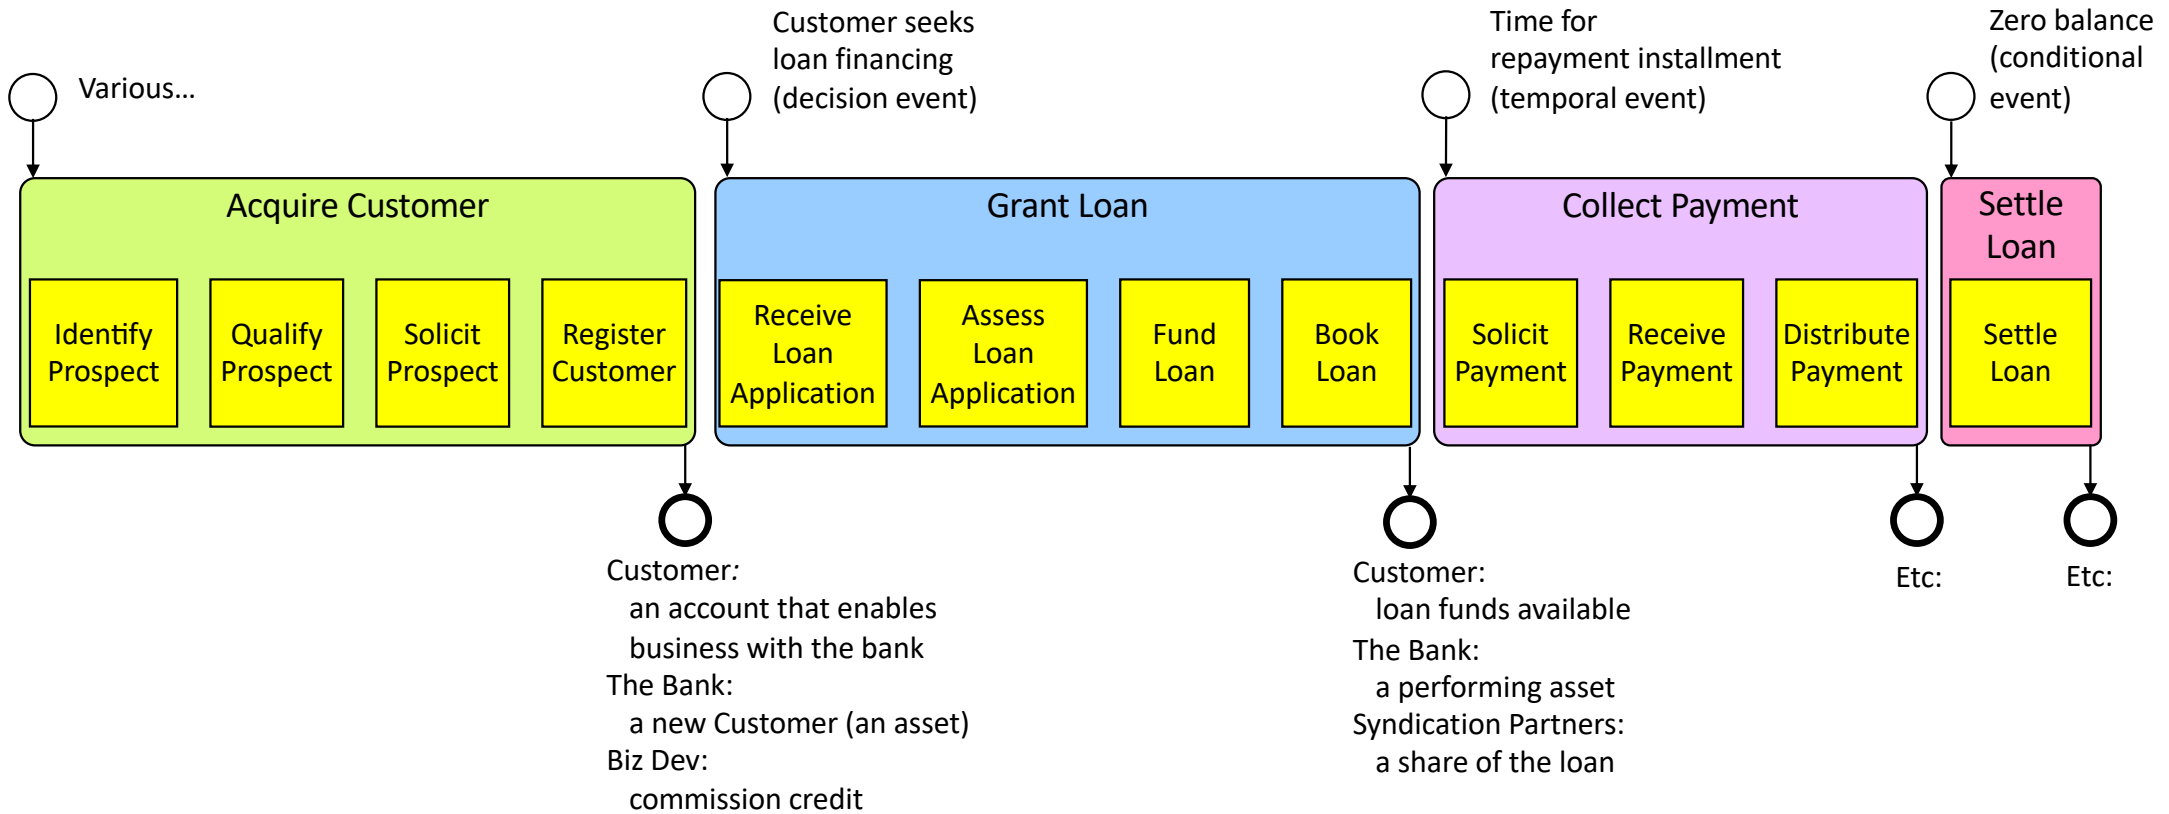 Various...
Customer seeks
loan financing
(decision event)
Time for
repayment installment
(temporal event)
Zero balance
(conditional
event)
Acquire Customer
Identify
Prospect
Qualify
Prospect
Solicit
Prospect
Register
Customer
Grant Loan
Receive
Loan
Application
Assess
Loan
Application
Fund
Loan
Book
Loan
Collect Payment
Solicit
Payment
Receive
Payment
Distribute
Payment
Settle
Loan
Settle
Loan
Customer:
an account that enables
business with the bank
The Bank:
a new Customer (an asset)
Biz Dev:
commission credit
Customer:
loan funds available
The Bank:
a performing asset
Syndication Partners:
a share of the loan
Etc:
Etc: